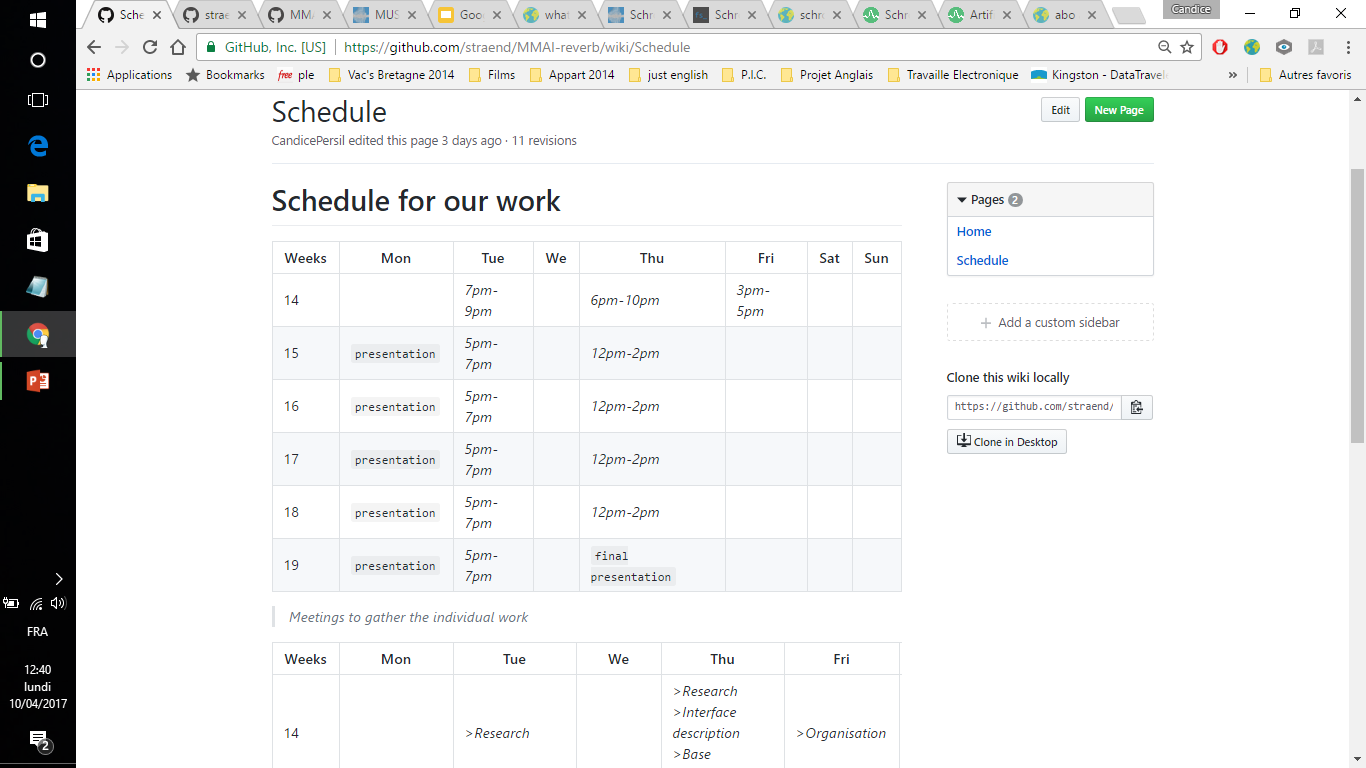 Sche
strae
MMA
MUS
Goo
what
Schr
Schr
schro
Schr
Artif
abo
Candice
GitHub, Inc. [US]
https://github.com/straend/MMAI-reverb/wiki/Schedule
Applications
Bookmarks
free ple
Vac's Bretagne 2014
Films
Appart 2014
just english
P.I.C.
Projet Anglais
Travaille Electronique
Kingston - DataTravel
»
Autres favoris
Schedule
Edit
New Page
CandicePersil edited this page 3 days ago · 11 revisions
Schedule for our work
Weeks Mon Tue We Thu Fri Sat Sun
14 7pm-9pm 6pm-10pm 3pm-5pm
15 presentation 5pm-7pm 12pm-2pm
16 presentation 5pm-7pm 12pm-2pm
17 presentation 5pm-7pm 12pm-2pm
18 presentation 5pm-7pm 12pm-2pm
19 presentation 5pm-7pm final presentation
Meetings to gather the individual work
Weeks Mon Tue We Thu Fri
14 >Research
>Research
>Interface
description
>Base
>Organisation
Pages 2
Home
Schedule
+ Add a custom sidebar
Clone this wiki locally
https://github.com/straend/
Clone in Desktop
FRA
12:40
lundi
10/04/2017
2